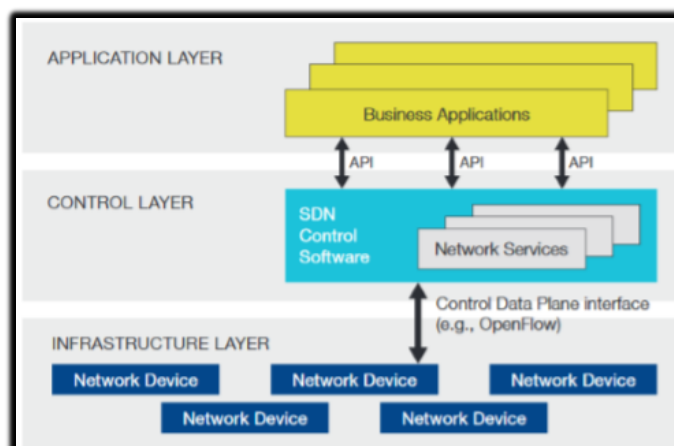 APPLICATION LAYER
Business Applications
API
API
API
CONTROL LAYER
SDN
Control
Software
Network Services
Control Data Plane interface
(e.g., OpenFlow)
INFRASTRUCTURE LAYER
Network Device
Network Device
Network Device
Network Device
Network Device